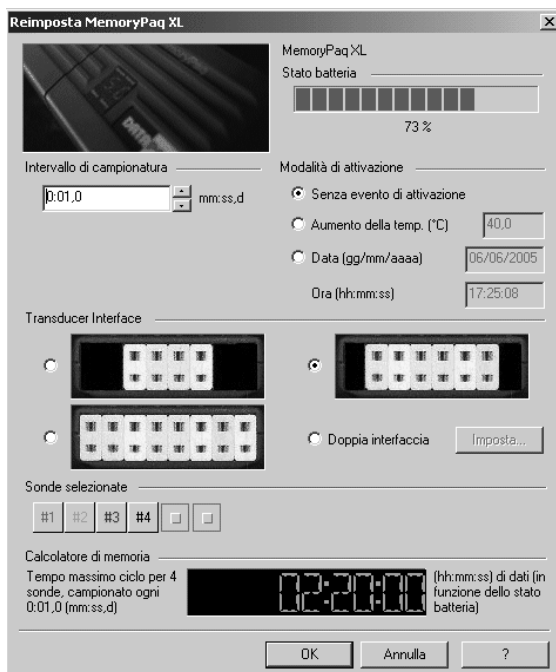 Reimposta MemoryPaq XL
MemoryPaq XL
Stato batteria
73 %
Intervallo di campionatura
0:01,0 mm:ss,d
Modalità di attivazione
Senza evento di attivazione
Aumento della temp. (°C) 40,0
Data (gg/mm/aaaa) 06/06/2005
Ora (hh:mm:ss) 17:25:08
Transducer Interface
Doppia interfaccia Imposta...
Sonde selezionate
#1 #2 #3 #4
Calcolatore di memoria
Tempo massimo ciclo per 4
sonde, campionato ogni
0:01,0 (mm:ss,d)
02:20:00
(hh:mm:ss) di dati (in
funzione dello stato
batteria)
OK Annulla ?